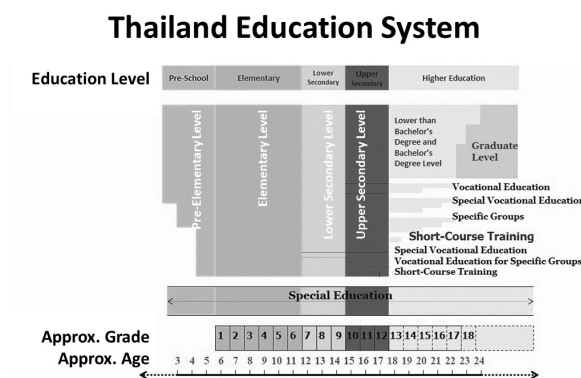 Thailand Education System
Education Level
Pre-School
Elementary
Lower
Secondary
Upper
Secondary
Higher Education
Pre-Elementary Level
Elementary Level
Lower Secondary Level
Upper Secondary Level
Lower than
Bachelor's
Degree and
Bachelor's
Degree Level
Graduate
Level
Vocational Education
Special Vocational Education
Specific Groups
Short-Course Training
Special Vocational Education
Vocational Education for Specific Groups
Short-Course Training
Special Education
Approx. Grade
1 2 3 4 5 6 7 8 9 10 11 12 13 14 15 16 17 18
Approx. Age
3 4 5 6 7 8 9 10 11 12 13 14 15 16 17 18 19 20 21 22 23 24